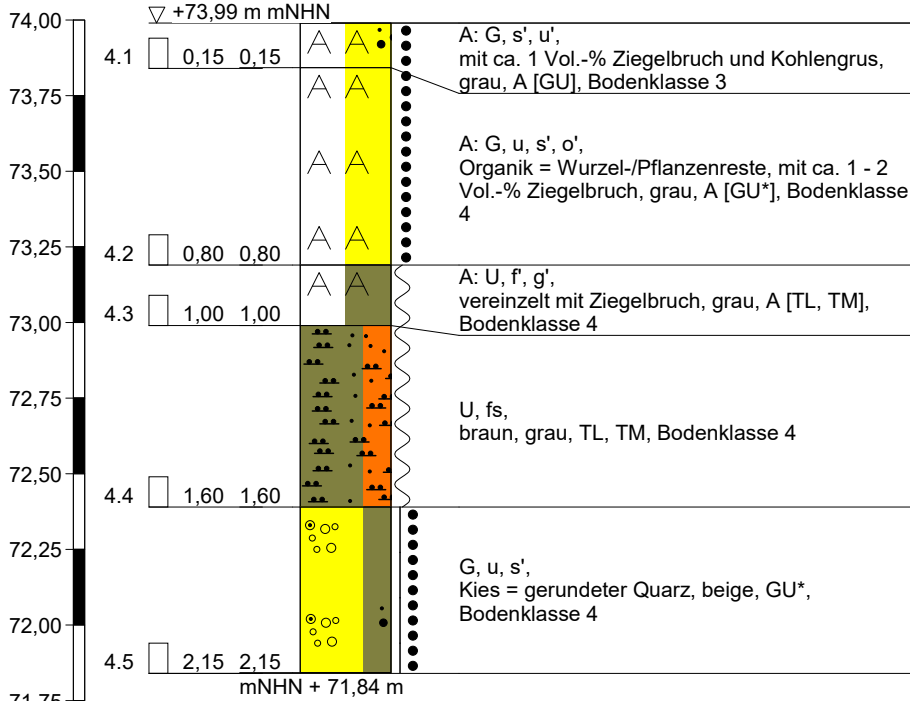 +73,99 m mNHN
74,00
73,75
73,50
73,25
73,00
72,75
72,50
72,25
72,00
71,75
4.1 0,15 0,15
A A
A: G, s', u',
mit ca. 1 Vol.-% Ziegelbruch und Kohlengrus,
grau, A [GU], Bodenklasse 3
A A
A A
A A
4.2 0,80 0,80
A: G, u, s', o',
Organik = Wurzel-/Pflanzenreste, mit ca. 1 - 2
Vol.-% Ziegelbruch, grau, A [GU*], Bodenklasse
4
A A
4.3 1,00 1,00
A: U, f', g',
vereinzelt mit Ziegelbruch, grau, A [TL, TM],
Bodenklasse 4
4.4 1,60 1,60
U, fs,
braun, grau, TL, TM, Bodenklasse 4
4.5 2,15 2,15
G, u, s',
Kies = gerundeter Quarz, beige, GU*,
Bodenklasse 4
mNHN + 71,84 m